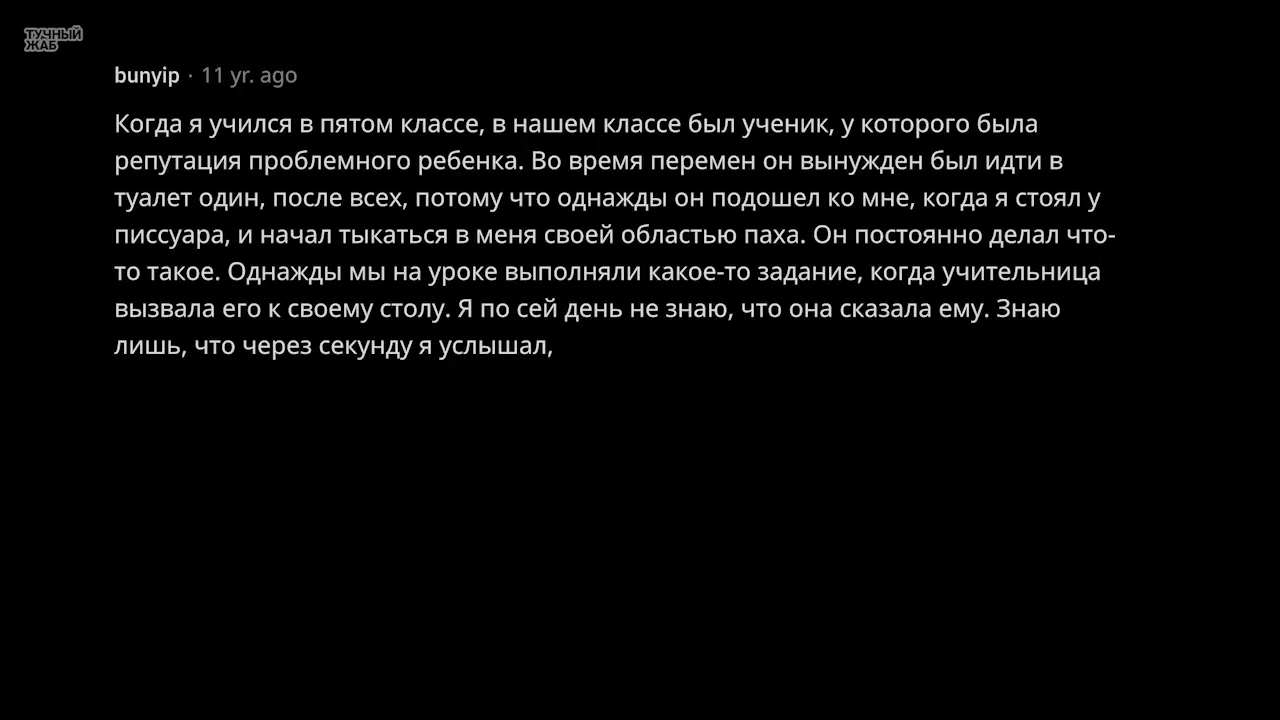 ТУЧНЫЙ
ЖАБ
bunyip · 11 yr. ago
Когда я учился в пятом классе, в нашем классе был ученик, у которого была
репутация проблемного ребенка. Во время перемен он вынужден был идти в
туалет один, после всех, потому что однажды он подошел ко мне, когда я стоял у
писсуара, и начал тыкаться в меня своей областью паха. Он постоянно делал что-
то такое. Однажды мы на уроке выполняли какое-то задание, когда учительница
вызвала его к своему столу. Я по сей день не знаю, что она сказала ему. Знаю
лишь, что через секунду я услышал,